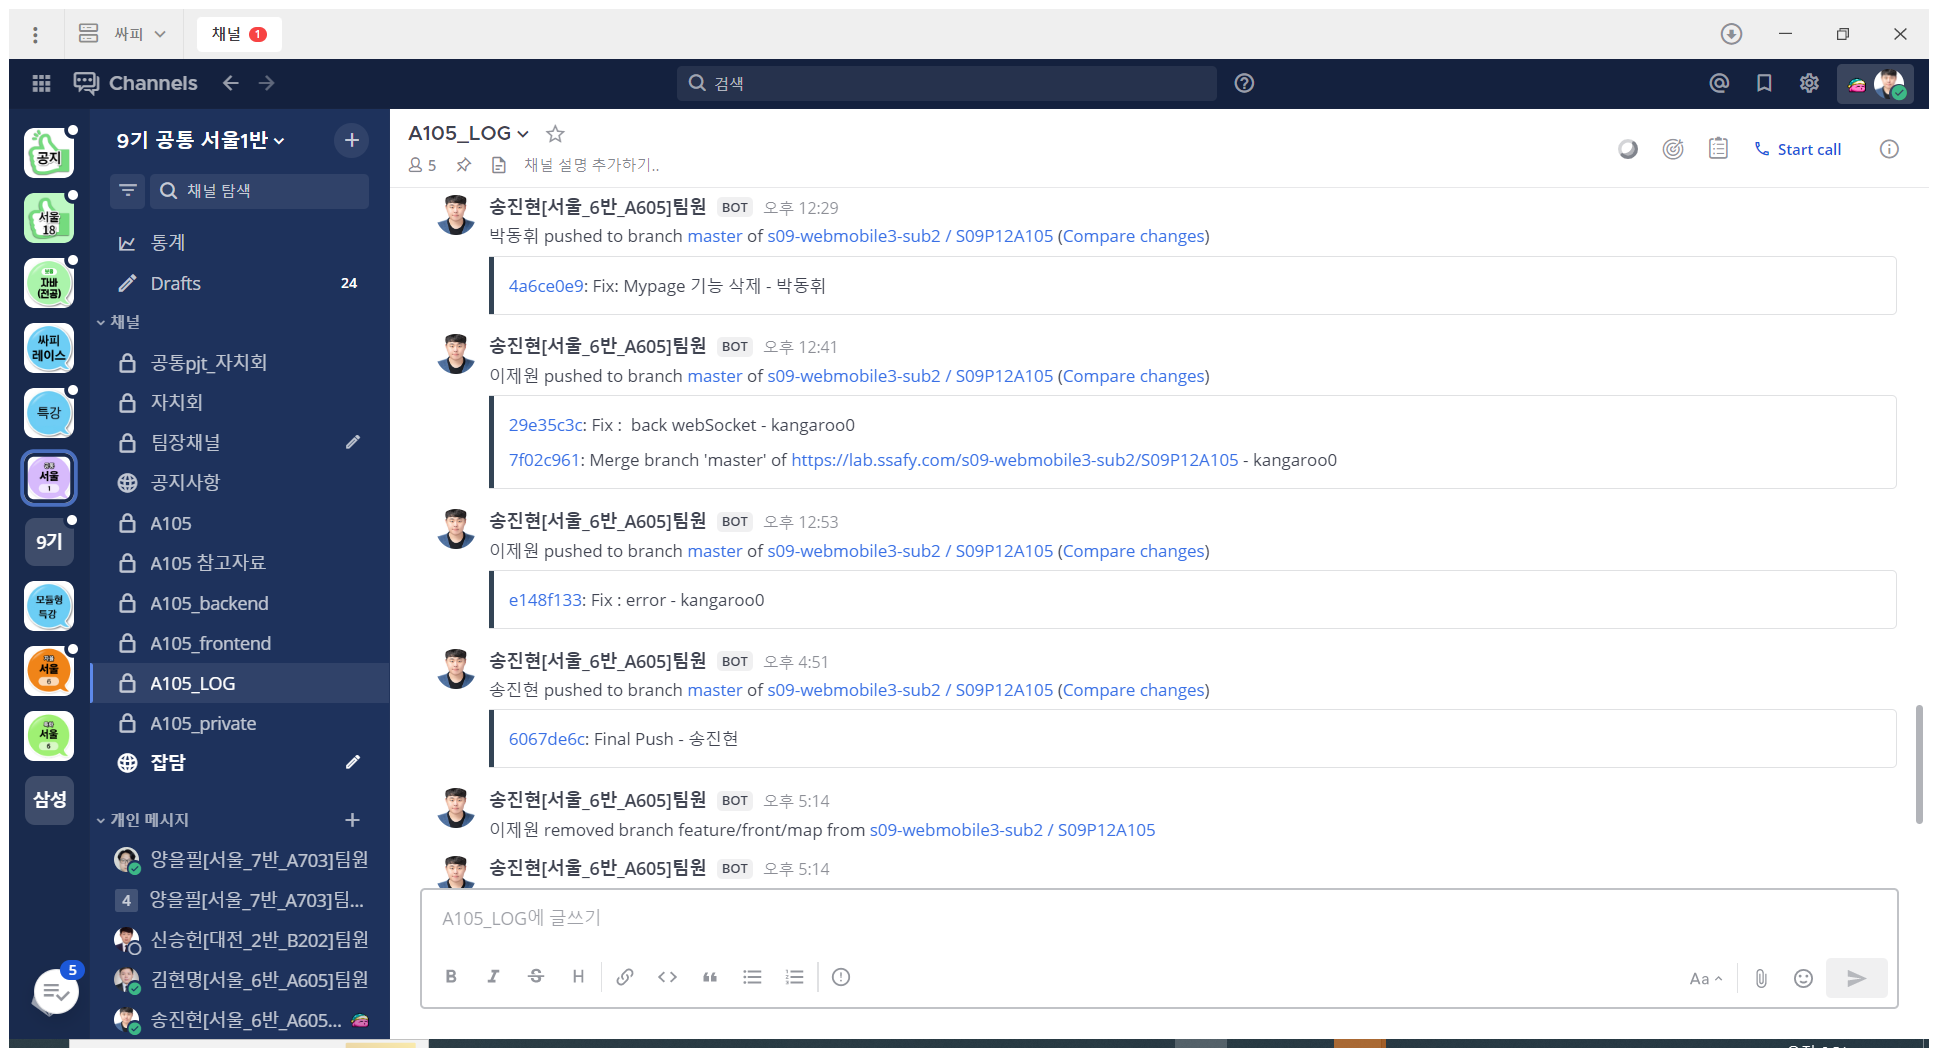 싸피
채널 1
Channels
검색
공지
서울
18
자바
(전공)
싸피
레이스
특강
서울
1
9기
모듈형
특강
서울
6
서울
6
삼성
5
9기 공통 서울1반
채널 탐색
통계
Drafts 24
채널
공통pjt_자치회
자치회
팀장채널
공지사항
A105
A105 참고자료
A105_backend
A105_frontend
A105_LOG
A105_private
잡담
개인 메시지
양을필[서울_7반_A703]팀원
4 양을필[서울_7반_A703]팀...
신승헌[대전_2반_B202]팀원
김현명[서울_6반_A605]팀원
송진현[서울_6반_A605...
A105_LOG
5 채널 설명 추가하기..
Start call
송진현[서울_6반_A605]팀원 BOT 오후 12:29
박동휘 pushed to branch master of s09-webmobile3-sub2 / S09P12A105 (Compare changes)
4a6ce0e9: Fix: Mypage 기능 삭제 - 박동휘
송진현[서울_6반_A605]팀원 BOT 오후 12:41
이제원 pushed to branch master of s09-webmobile3-sub2 / S09P12A105 (Compare changes)
29e35c3c: Fix :  back webSocket - kangaroo0
7f02c961: Merge branch 'master' of https://lab.ssafy.com/s09-webmobile3-sub2/S09P12A105 - kangaroo0
송진현[서울_6반_A605]팀원 BOT 오후 12:53
이제원 pushed to branch master of s09-webmobile3-sub2 / S09P12A105 (Compare changes)
e148f133: Fix : error - kangaroo0
송진현[서울_6반_A605]팀원 BOT 오후 4:51
송진현 pushed to branch master of s09-webmobile3-sub2 / S09P12A105 (Compare changes)
6067de6c: Final Push - 송진현
송진현[서울_6반_A605]팀원 BOT 오후 5:14
이제원 removed branch feature/front/map from s09-webmobile3-sub2 / S09P12A105
송진현[서울_6반_A605]팀원 BOT 오후 5:14
A105_LOG에 글쓰기
B I S H
Aa